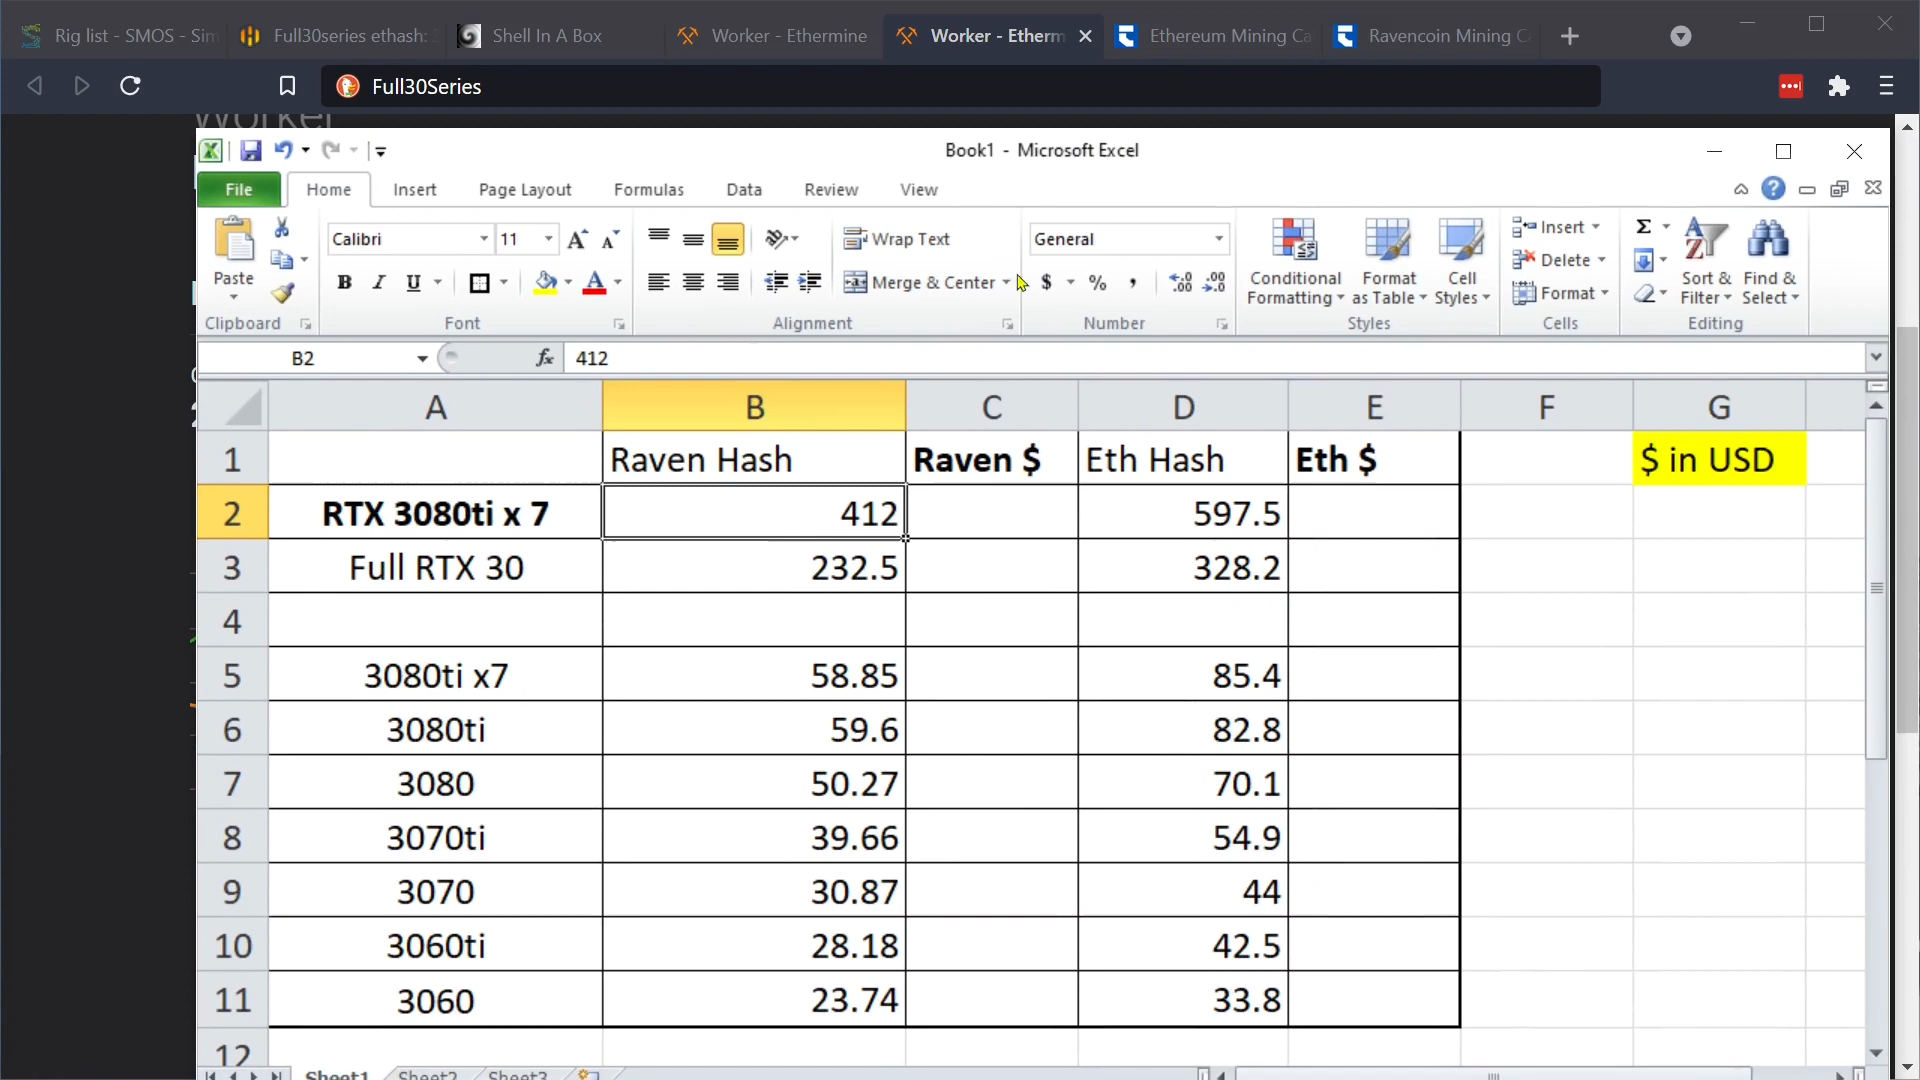 Rig list - SMOS - Sim
Full30series ethash:
Shell In A Box
Worker - Ethermine
Worker - Etherm
Ethereum Mining Ca
Ravencoin Mining C
Full30Series
Worker
Book1 - Microsoft Excel
File Home Insert Page Layout Formulas Data Review View
Calibri 11 Wrap Text General Insert
Paste Delete
B I U Merge & Center $ % , Conditional Formatting Format as Table Cell Styles Format Sort & Filter Find & Select
Clipboard Font Alignment Number Styles Cells Editing
B2 fx 412
A B C D E F G
1 Raven Hash Raven $ Eth Hash Eth $ $ in USD
2 RTX 3080ti x 7 412 597.5
3 Full RTX 30 232.5 328.2
4
5 3080ti x7 58.85 85.4
6 3080ti 59.6 82.8
7 3080 50.27 70.1
8 3070ti 39.66 54.9
9 3070 30.87 44
10 3060ti 28.18 42.5
11 3060 23.74 33.8
12
Sheet1 Sheet2 Sheet3